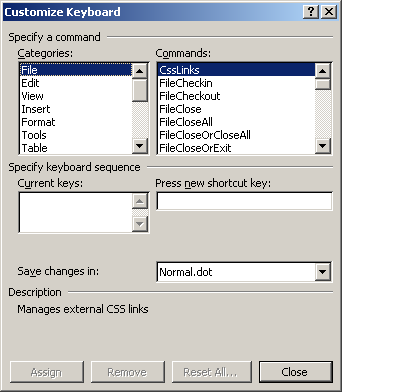 Customize Keyboard
Specify a command
Categories:
Commands:
File
Edit
View
Insert
Format
Tools
Table
CssLinks
FileCheckin
FileCheckout
FileClose
FileCloseAll
FileCloseOrCloseAll
FileCloseOrExit
Specify keyboard sequence
Current keys:
Press new shortcut key:
Save changes in:
Normal.dot
Description
Manages external CSS links
Assign
Remove
Reset All...
Close